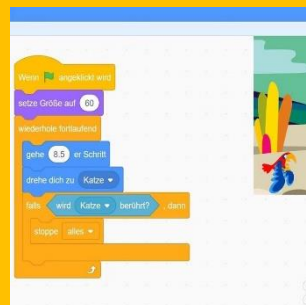 Wenn angeklickt wird
setze Größe auf 60
wiederhole fortlaufend
gehe 8.5 er Schritt
drehe dich zu Katze
falls wird Katze berührt? , dann
stoppe alles